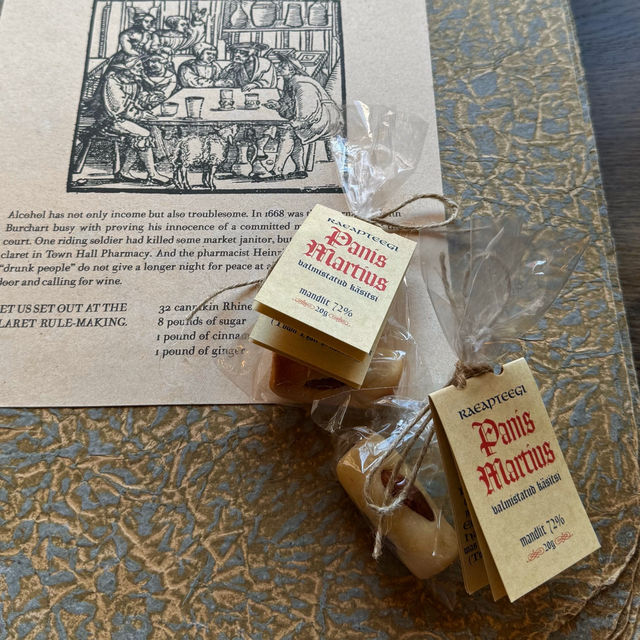 Alcohol has not only income but also troublesome. In 1668 was
Burchart busy with proving his innocence of a committed
court. One riding soldier had killed some market janitor,
claret in Town Hall Pharmacy. And the pharmacist
"drunk people" do not give a longer night for peace at
door and calling for wine.
LET US SET OUT AT THE
CLARET RULE-MAKING.
32 cannikin Rhine
8 pounds of sugar
1 pound of
1 pound of ginger
RAEAPTEEGI
Panis
Martius
valmistatud käsitsi
mandlit 72%
20g
RAEAPTEEGI
Panis
Martius
valmistatud käsitsi
mandlit 72%
20g